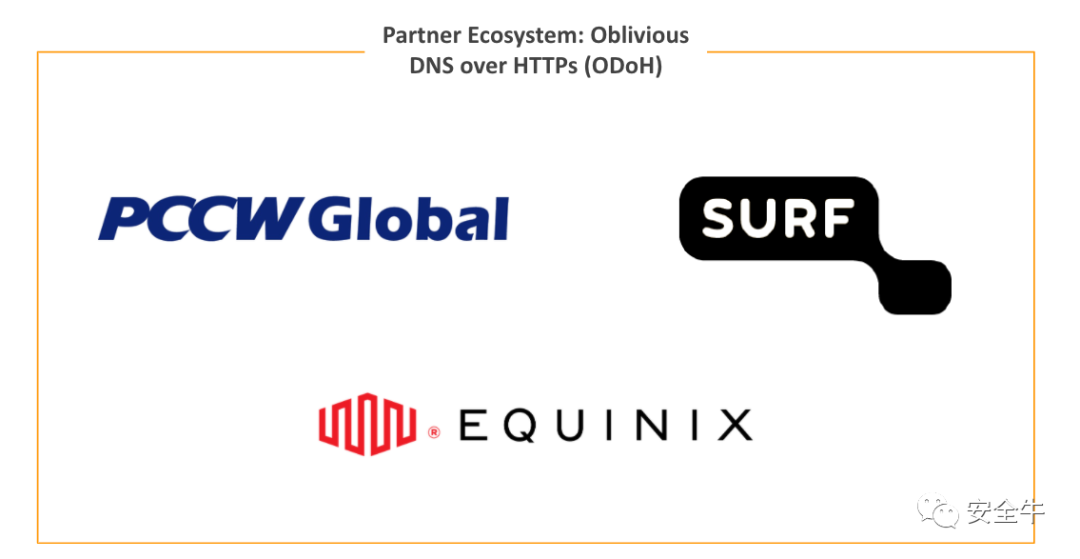 Partner Ecosystem: Oblivious
DNS over HTTPs (ODoH)
PCCW Global
SURF
® EQUINIX
安全牛